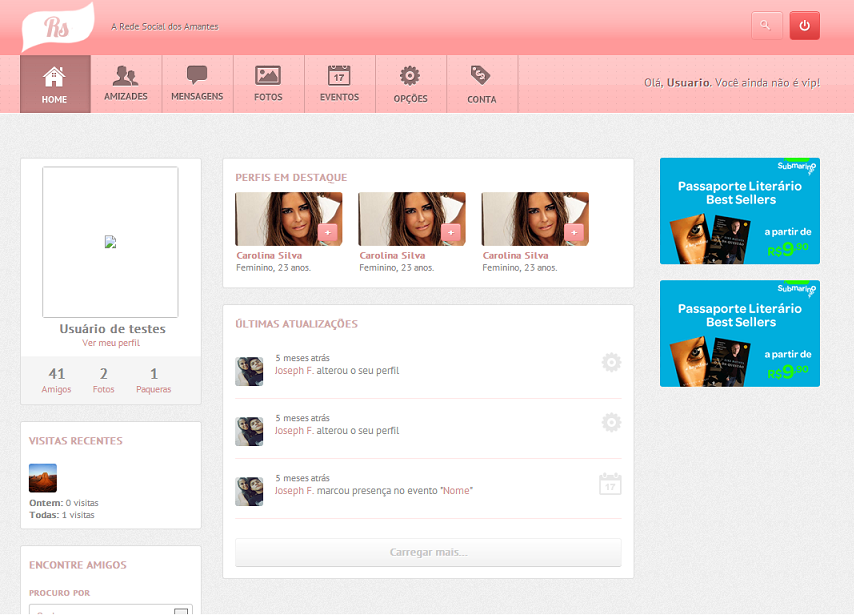 Rs
A Rede Social dos Amantes
HOME
AMIZADES
MENSAGENS
17
FOTOS
EVENTOS
OPÇÕES
CONTA
Olá, Usuario. Você ainda não é vip!
Usuário de testes
Ver meu perfil
41
2
1
Amigos
Fotos
Paqueras
VISITAS RECENTES
Ontem: 0 visitas
Todas: 1 visitas
ENCONTRE AMIGOS
PROCURO POR
PERFIS EM DESTAQUE
Carolina Silva
Feminino, 23 anos.
Carolina Silva
Feminino, 23 anos.
Carolina Silva
Feminino, 23 anos.
ÚLTIMAS ATUALIZAÇÕES
5 meses atrás
Joseph F. alterou o seu perfil
5 meses atrás
Joseph F. alterou o seu perfil
5 meses atrás
Joseph F. marcou presença no evento "Nome"
17
Carregar mais...
Submarino
Passaporte Literário
Best Sellers
a partir de
R$9,90
Submarino
Passaporte Literário
Best Sellers
a partir de
R$9,90